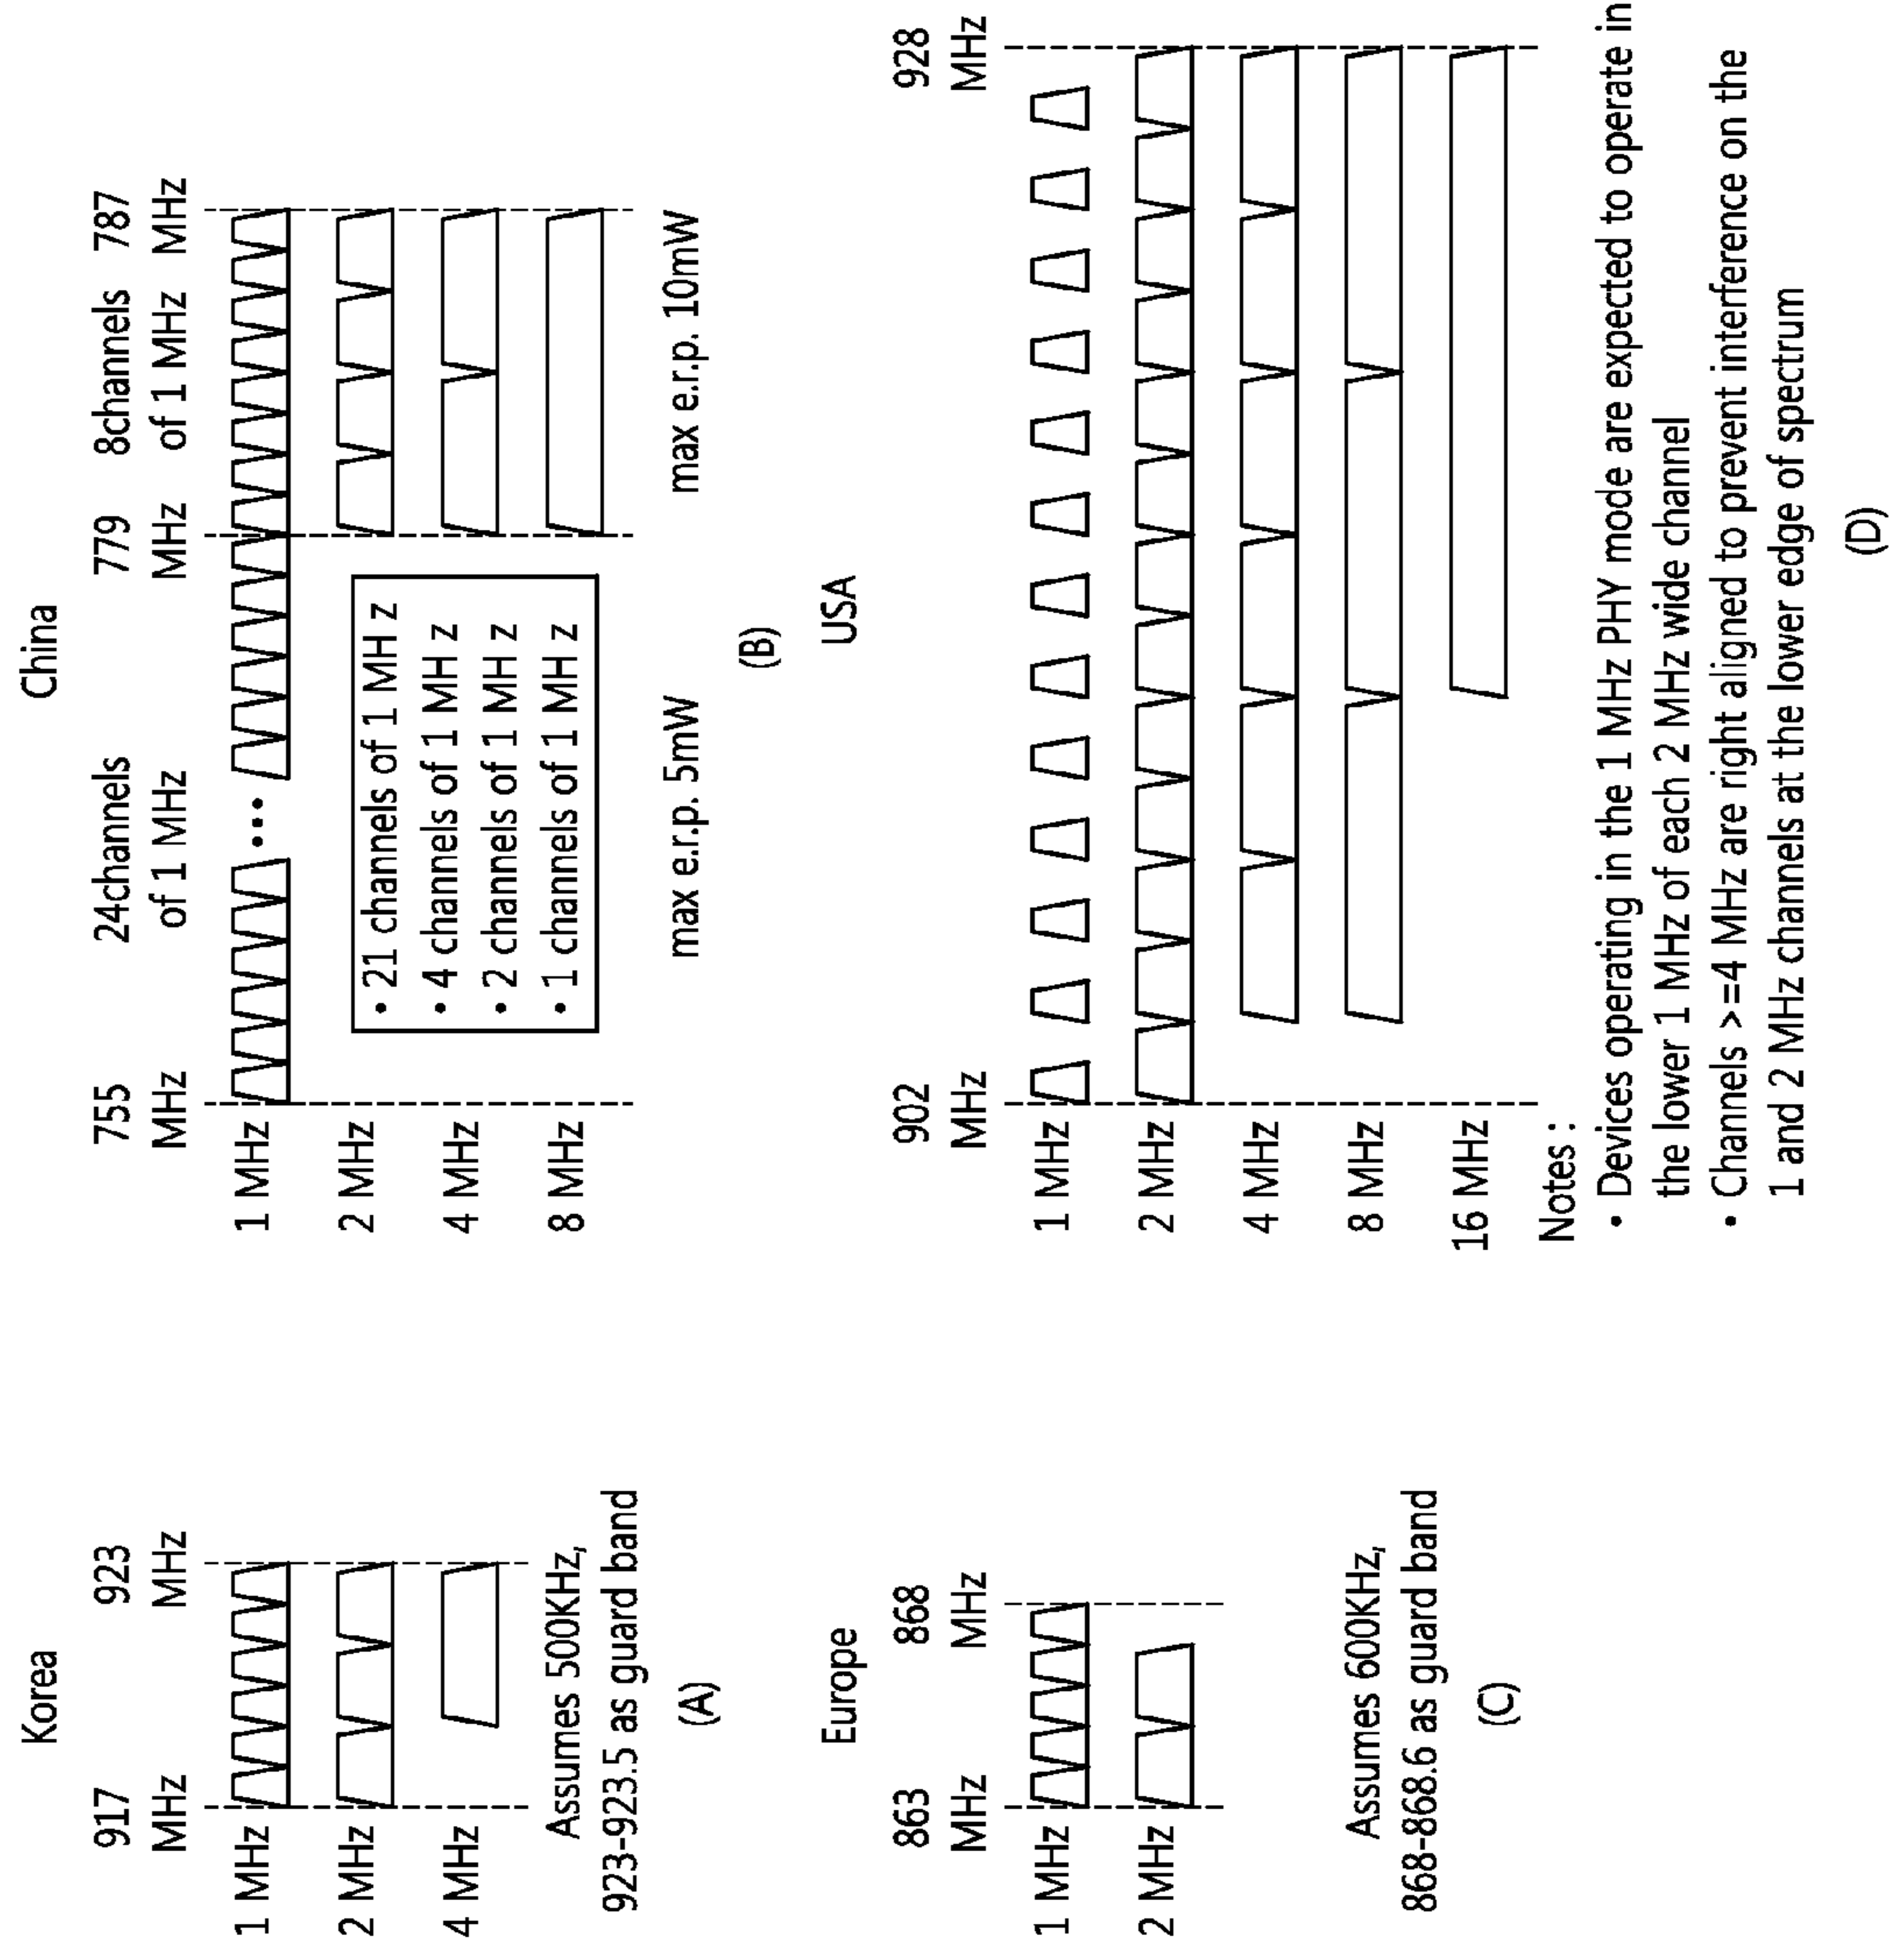 Korea
917
MHz
923
MHz
1 MHz
2 MHz
4 MHz
Assumes 500KHz,
923-923.5 as guard band
(A)
China
755
MHz
24channels
of 1 MHz
779
MHz
8channels
of 1 MHz
787
MHz
1 MHz
2 MHz
4 MHz
8 MHz
• 21 channels of 1 MH z
• 4 channels of 1 MH z
• 2 channels of 1 MH z
• 1 channels of 1 MH z
max e.r.p. 5mW
max e.r.p. 10mW
(B)
Europe
863
MHz
868
MHz
1 MHz
2 MHz
Assumes 600KHz,
868-868.6 as guard band
(C)
USA
902
MHz
928
MHz
1 MHz
2 MHz
4 MHz
8 MHz
16 MHz
Notes :
• Devices operating in the 1 MHz PHY mode are expected to operate in
the lower 1 MHz of each 2 MHz wide channel
• Channels >=4 MHz are right aligned to prevent interference on the
1 and 2 MHz channels at the lower edge of spectrum
(D)